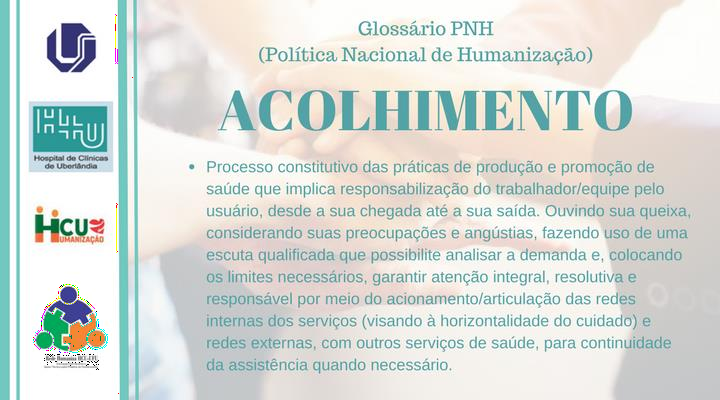 Glossário PNH
(Política Nacional de Humanização)
ACOLHIMENTO
• Processo constitutivo das práticas de produção e promoção de
saúde que implica responsabilização do trabalhador/equipe pelo
usuário, desde a sua chegada até a sua saída. Ouvindo sua queixa,
considerando suas preocupações e angústias, fazendo uso de uma
escuta qualificada que possibilite analisar a demanda e, colocando
os limites necessários, garantir atenção integral, resolutiva e
responsável por meio do acionamento/articulação das redes
internas dos serviços (visando à horizontalidade do cuidado) e
redes externas, com outros serviços de saúde, para continuidade
da assistência quando necessário.
Hospital de Clínicas
de Uberlândia
HCU
HUMANIZAÇÃO